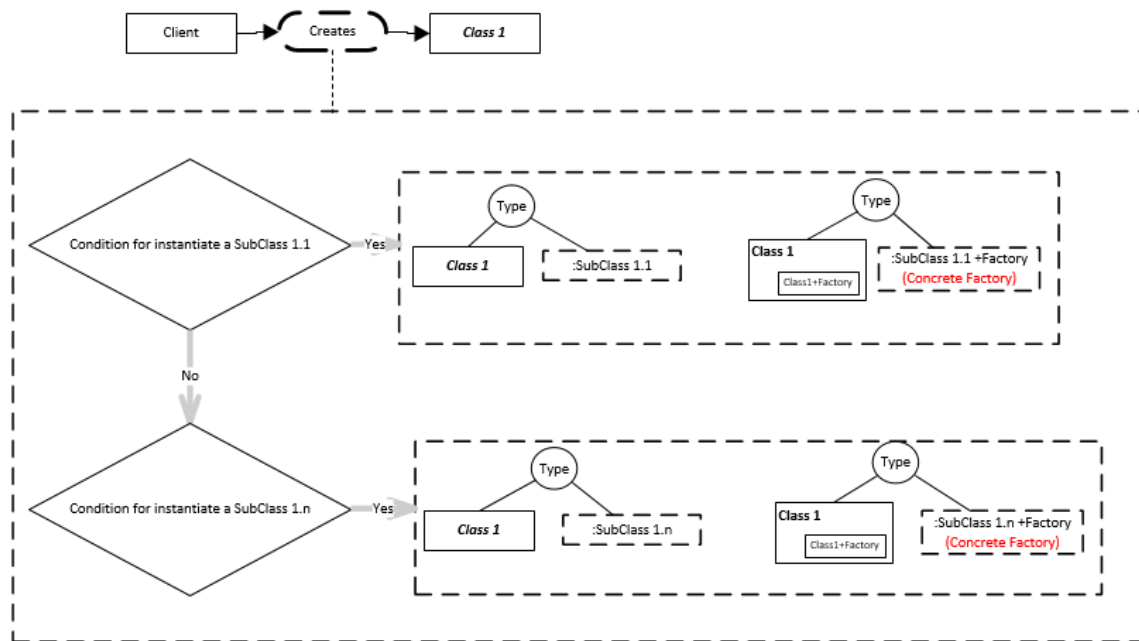 Client
Creates
Class 1
Condition for instantiate a SubClass 1.1
Yes
Type
Class 1
:SubClass 1.1
Type
Class 1
Class1+Factory
:SubClass 1.1 +Factory
(Concrete Factory)
No
Condition for instantiate a SubClass 1.n
Yes
Type
Class 1
:SubClass 1.n
Type
Class 1
Class1+Factory
:SubClass 1.n +Factory
(Concrete Factory)